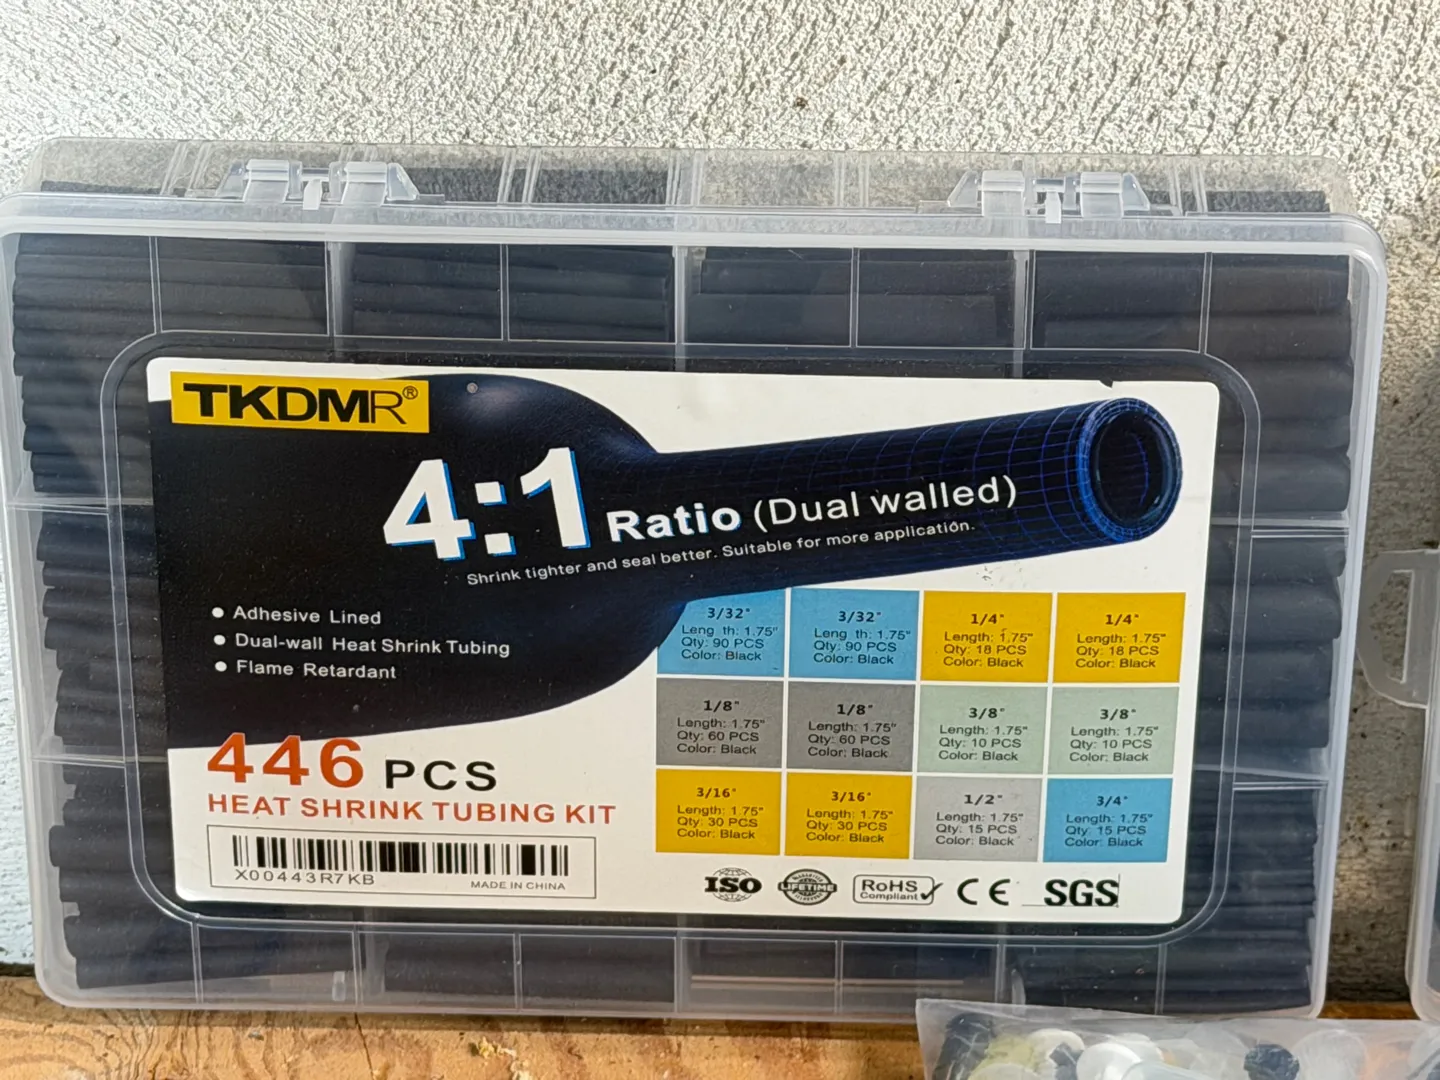 TKDMR®
4:1 Ratio (Dual walled)
Shrink tighter and seal better. Suitable for more application.
● Adhesive Lined
● Dual-wall Heat Shrink Tubing
● Flame Retardant
446 PCS
HEAT SHRINK TUBING KIT
X00443R7KB
MADE IN CHINA
3/32"
Leng th: 1.75"
Qty: 90 PCS
Color: Black
3/32"
Leng th: 1.75"
Qty: 90 PCS
Color: Black
1/4"
Length: 1.75"
Qty: 18 PCS
Color: Black
1/4"
Length: 1.75"
Qty: 18 PCS
Color: Black
1/8"
Length: 1.75"
Qty: 60 PCS
Color: Black
1/8"
Length: 1.75"
Qty: 60 PCS
Color: Black
3/8"
Length: 1.75"
Qty: 10 PCS
Color: Black
3/8"
Length: 1.75"
Qty: 10 PCS
Color: Black
3/16"
Length: 1.75"
Qty: 30 PCS
Color: Black
3/16"
Length: 1.75"
Qty: 30 PCS
Color: Black
1/2"
Length: 1.75"
Qty: 15 PCS
Color: Black
3/4"
Length: 1.75"
Qty: 15 PCS
Color: Black
ISO
LIFETIME
RoHS
Compliant
CE
SGS